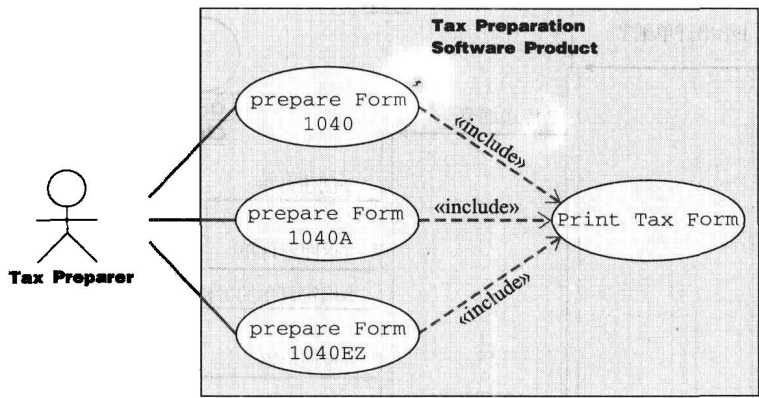 Tax Preparation
Software Product
prepare Form
1040
«include»
prepare Form
1040A
«include»
Print Tax Form
Tax Preparer
prepare Form
1040EZ
«include»